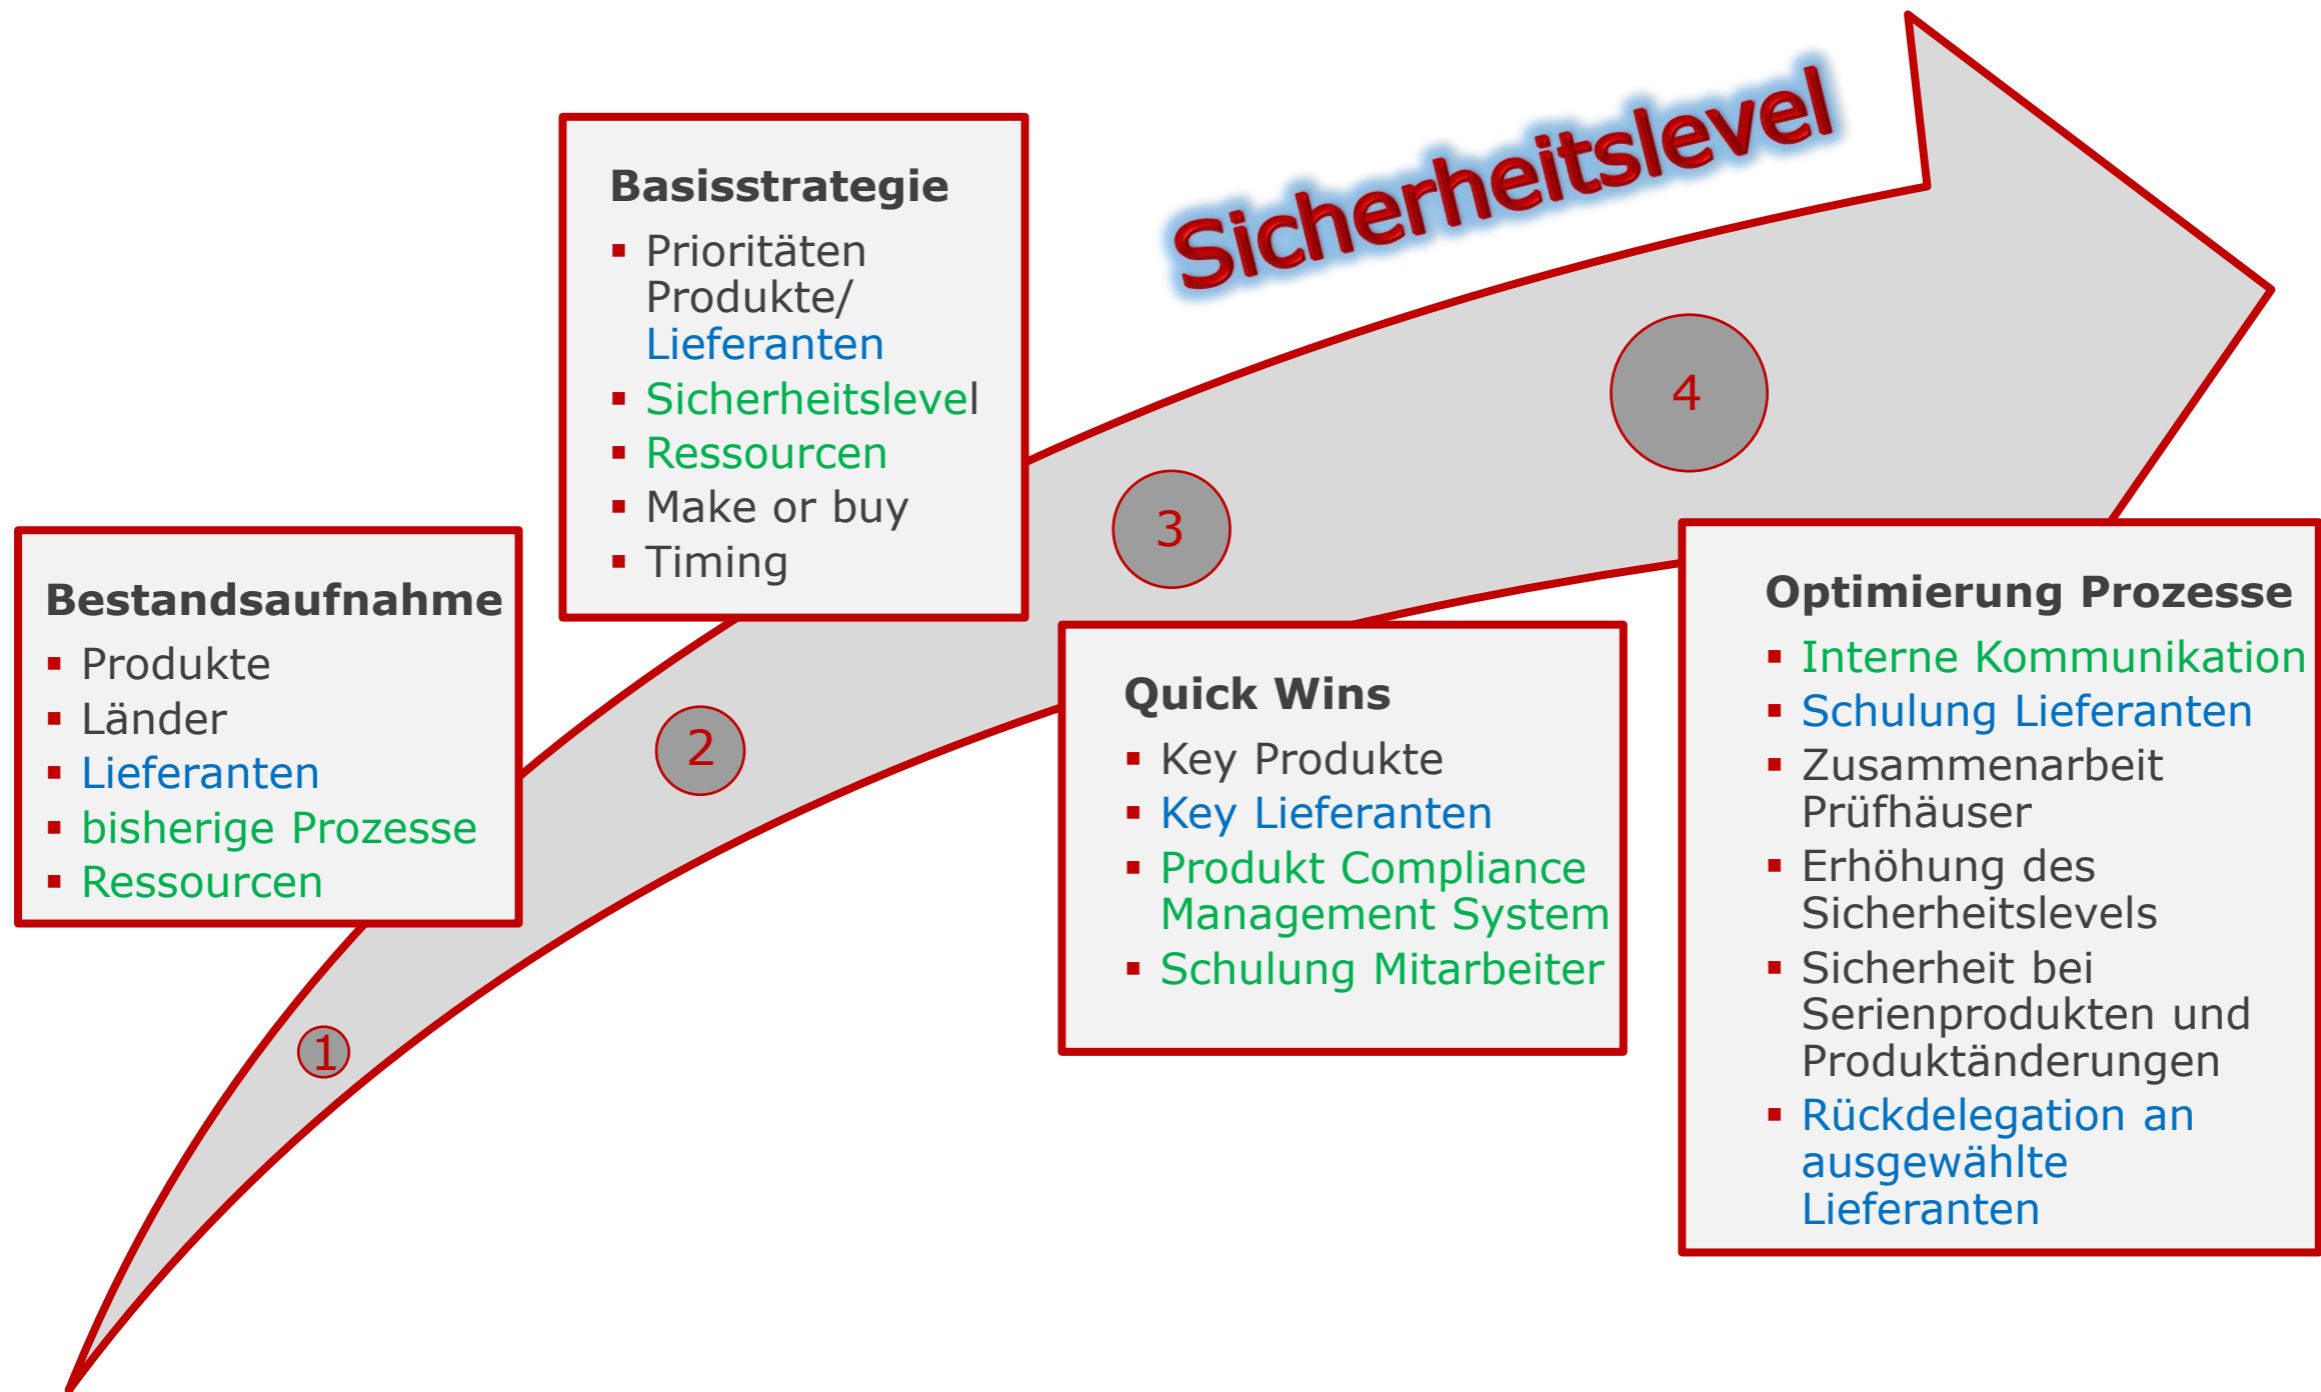 Sicherheitslevel
1
Bestandsaufnahme
▪ Produkte
▪ Länder
▪ Lieferanten
▪ bisherige Prozesse
▪ Ressourcen
2
Basisstrategie
▪ Prioritäten
Produkte/
Lieferanten
▪ Sicherheitslevel
▪ Ressourcen
▪ Make or buy
▪ Timing
3
Quick Wins
▪ Key Produkte
▪ Key Lieferanten
▪ Produkt Compliance
Management System
▪ Schulung Mitarbeiter
4
Optimierung Prozesse
▪ Interne Kommunikation
▪ Schulung Lieferanten
▪ Zusammenarbeit
Prüfhäuser
▪ Erhöhung des
Sicherheitslevels
▪ Sicherheit bei
Serienprodukten und
Produktänderungen
▪ Rückdelegation an
ausgewählte
Lieferanten